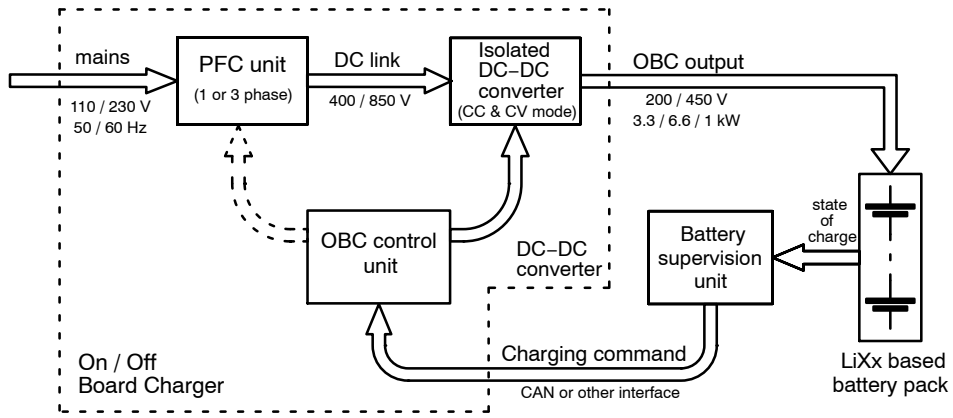 mains
110 / 230 V
50 / 60 Hz
PFC unit
(1 or 3 phase)
DC link
400 / 850 V
Isolated
DC−DC
converter
(CC & CV mode)
OBC output
200 / 450 V
3.3 / 6.6 / 1 kW
OBC control
unit
DC−DC
converter
Battery
supervision
unit
state
of
charge
On / Off
Board Charger
Charging command
CAN or other interface
LiXx based
battery pack